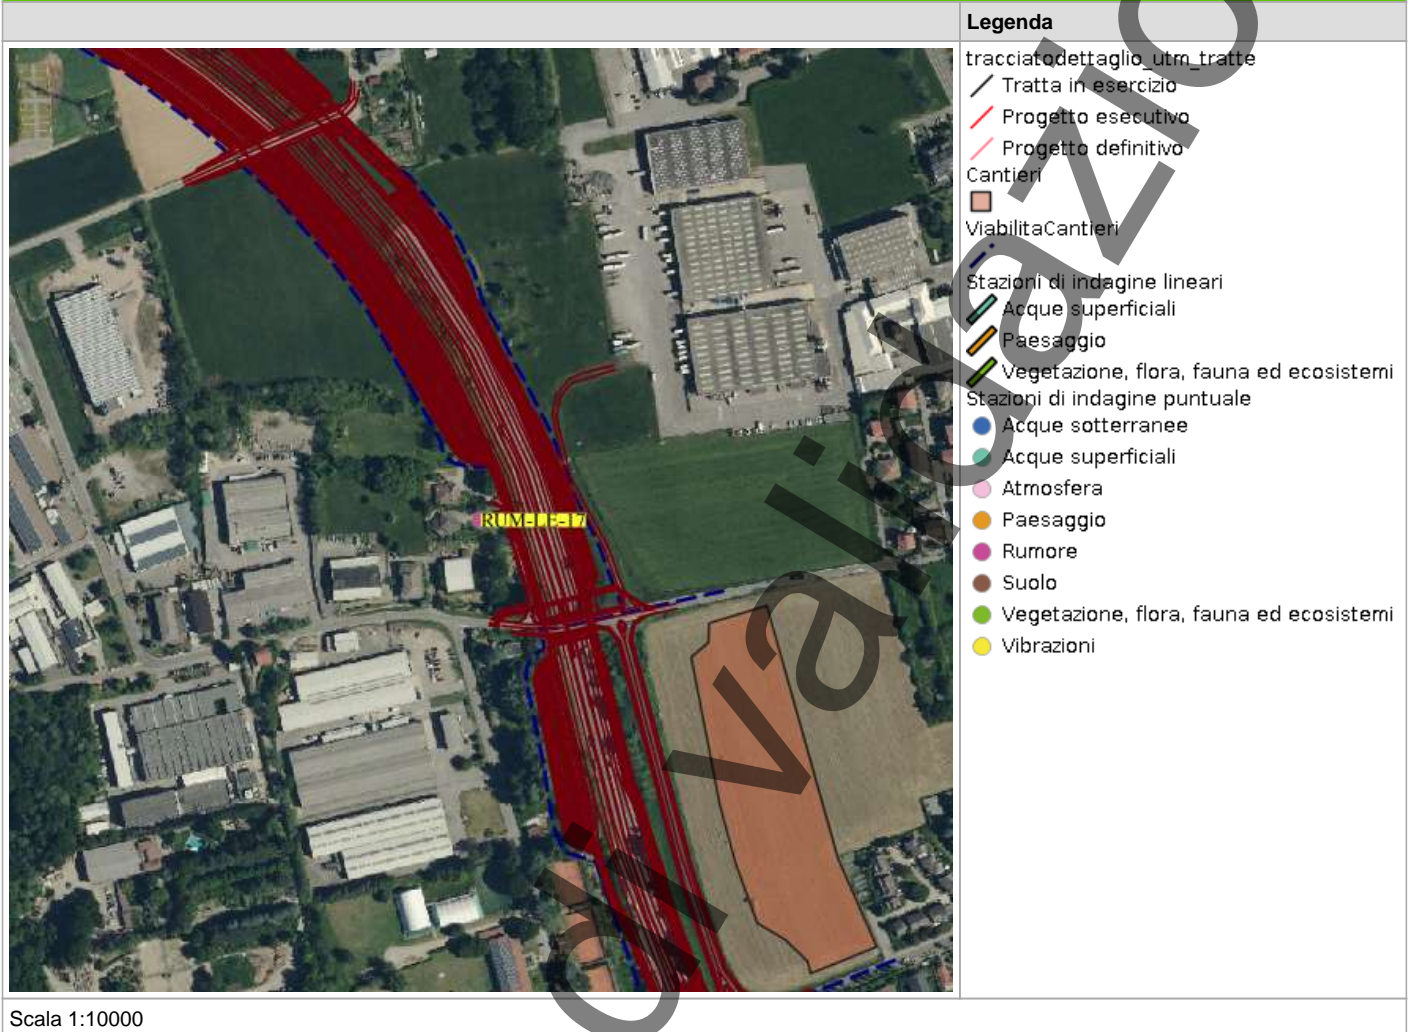 Legenda
tracciatodettaglio_utm_tratte
Tratta in esercizio
Progetto esecutivo
Progetto definitivo
Cantieri
ViabilitaCantieri
Stazioni di indagine lineari
Acque superficiali
Paesaggio
Vegetazione, flora, fauna ed ecosistemi
Stazioni di indagine puntuale
Acque sotterranee
Acque superficiali
Atmosfera
Paesaggio
Rumore
Suolo
Vegetazione, flora, fauna ed ecosistemi
Vibrazioni
RUM-LE-17
Scala 1:10000
di validazio